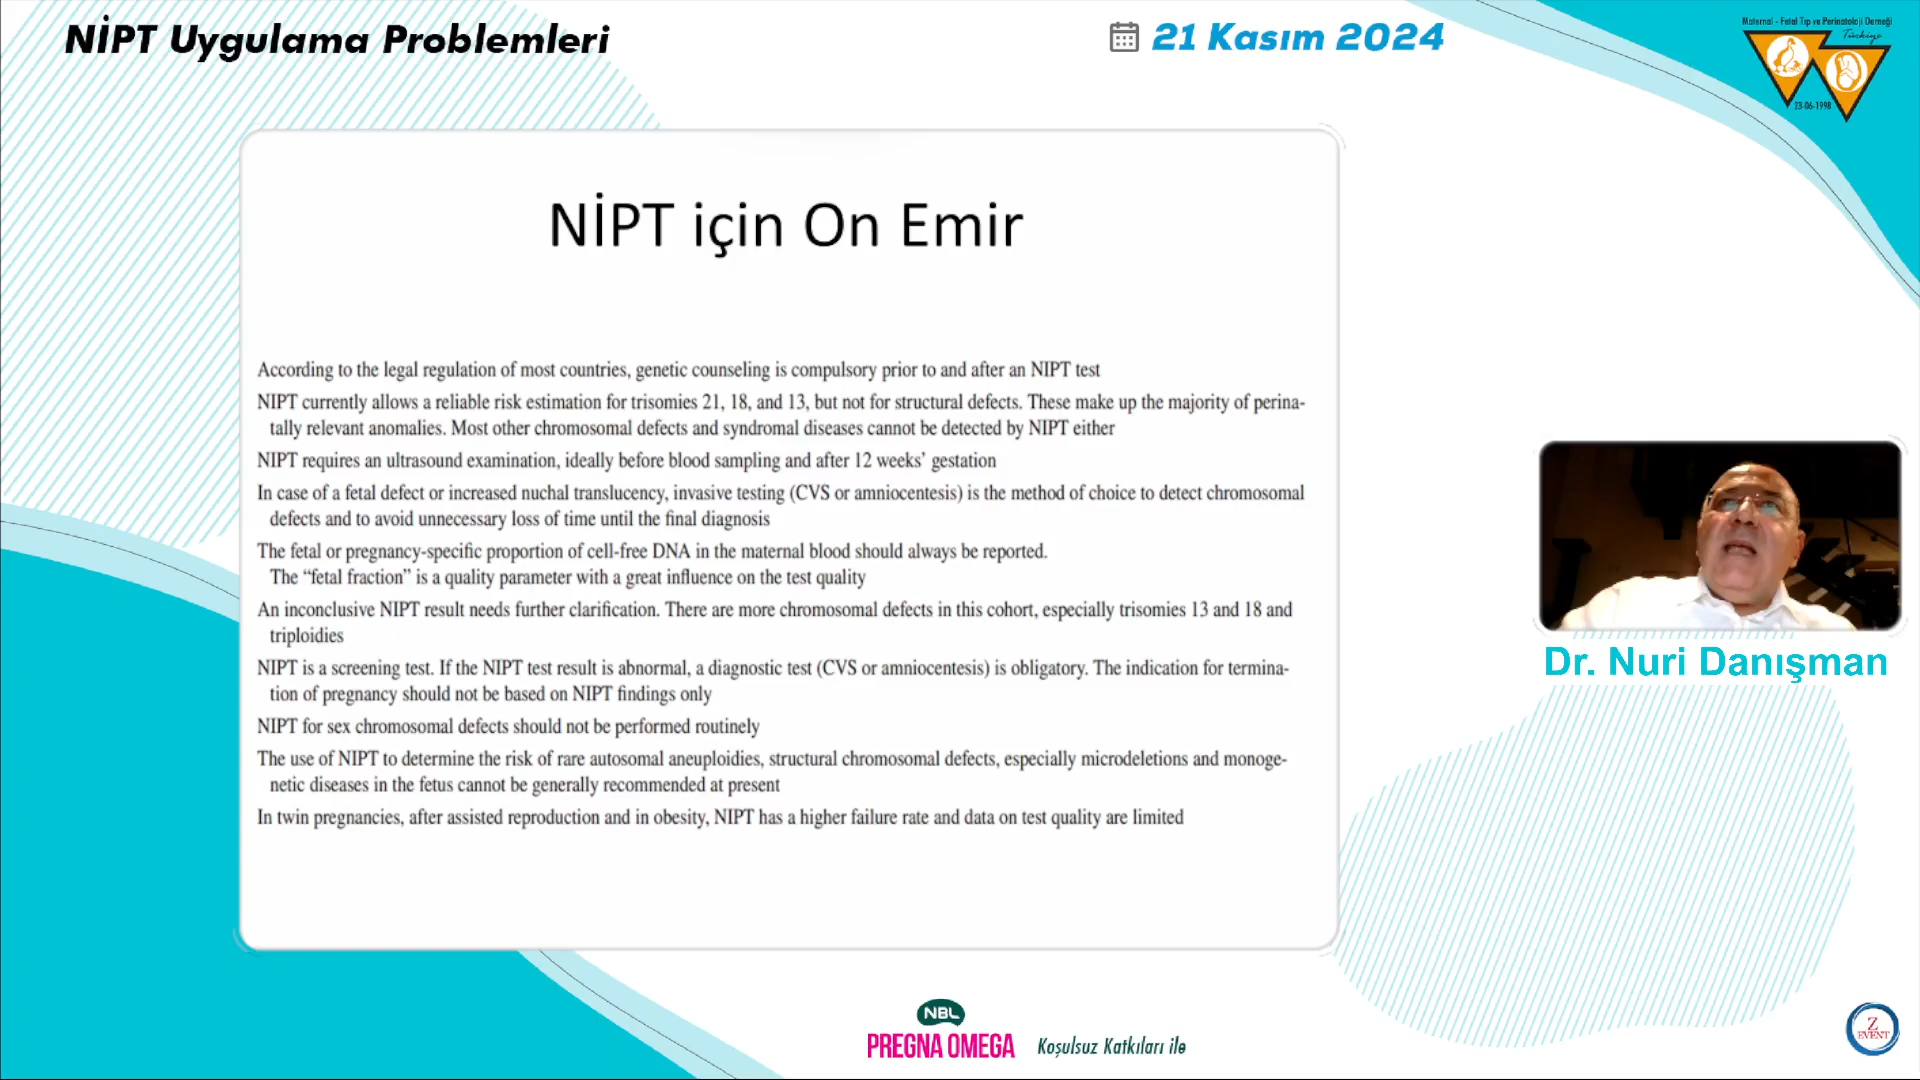 NİPT Uygulama Problemleri
21 Kasım 2024
Maternal - Fetal Tıp ve Perinatoloji Derneği
Türkiye
23-06-1998
NİPT için On Emir
According to the legal regulation of most countries, genetic counseling is compulsory prior to and after an NIPT test
NIPT currently allows a reliable risk estimation for trisomies 21, 18, and 13, but not for structural defects. These make up the majority of perina-
tally relevant anomalies. Most other chromosomal defects and syndromal diseases cannot be detected by NIPT either
NIPT requires an ultrasound examination, ideally before blood sampling and after 12 weeks’ gestation
In case of a fetal defect or increased nuchal translucency, invasive testing (CVS or amniocentesis) is the method of choice to detect chromosomal
defects and to avoid unnecessary loss of time until the final diagnosis
The fetal or pregnancy-specific proportion of cell-free DNA in the maternal blood should always be reported.
The “fetal fraction” is a quality parameter with a great influence on the test quality
An inconclusive NIPT result needs further clarification. There are more chromosomal defects in this cohort, especially trisomies 13 and 18 and
triploidies
NIPT is a screening test. If the NIPT test result is abnormal, a diagnostic test (CVS or amniocentesis) is obligatory. The indication for termina-
tion of pregnancy should not be based on NIPT findings only
NIPT for sex chromosomal defects should not be performed routinely
The use of NIPT to determine the risk of rare autosomal aneuploidies, structural chromosomal defects, especially microdeletions and monoge-
netic diseases in the fetus cannot be generally recommended at present
In twin pregnancies, after assisted reproduction and in obesity, NIPT has a higher failure rate and data on test quality are limited
Dr. Nuri Danışman
NBL
PREGNA OMEGA
Koşulsuz Katkıları ile
Z
EVENT